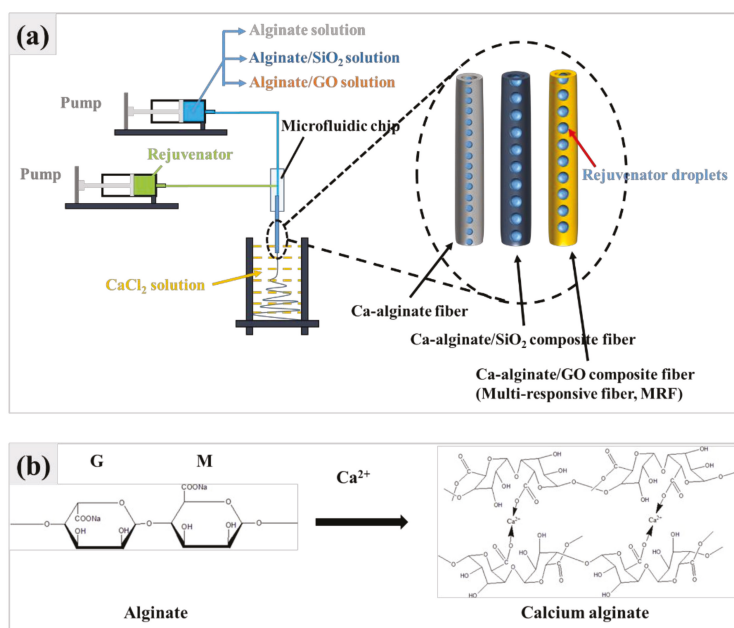 (a)
Alginate solution
Alginate/SiO₂ solution
Alginate/GO solution
Pump
Microfluidic chip
Rejuvenator
Pump
Rejuvenator droplets
CaCl₂ solution
Ca-alginate fiber
Ca-alginate/SiO₂ composite fiber
Ca-alginate/GO composite fiber
(Multi-responsive fiber, MRF)
(b)
G M
Ca²⁺
COONa
COONa
O
O
O
O
O
OH
HO
OH
HO
Ca²⁺
Ca²⁺
Alginate
Calcium alginate